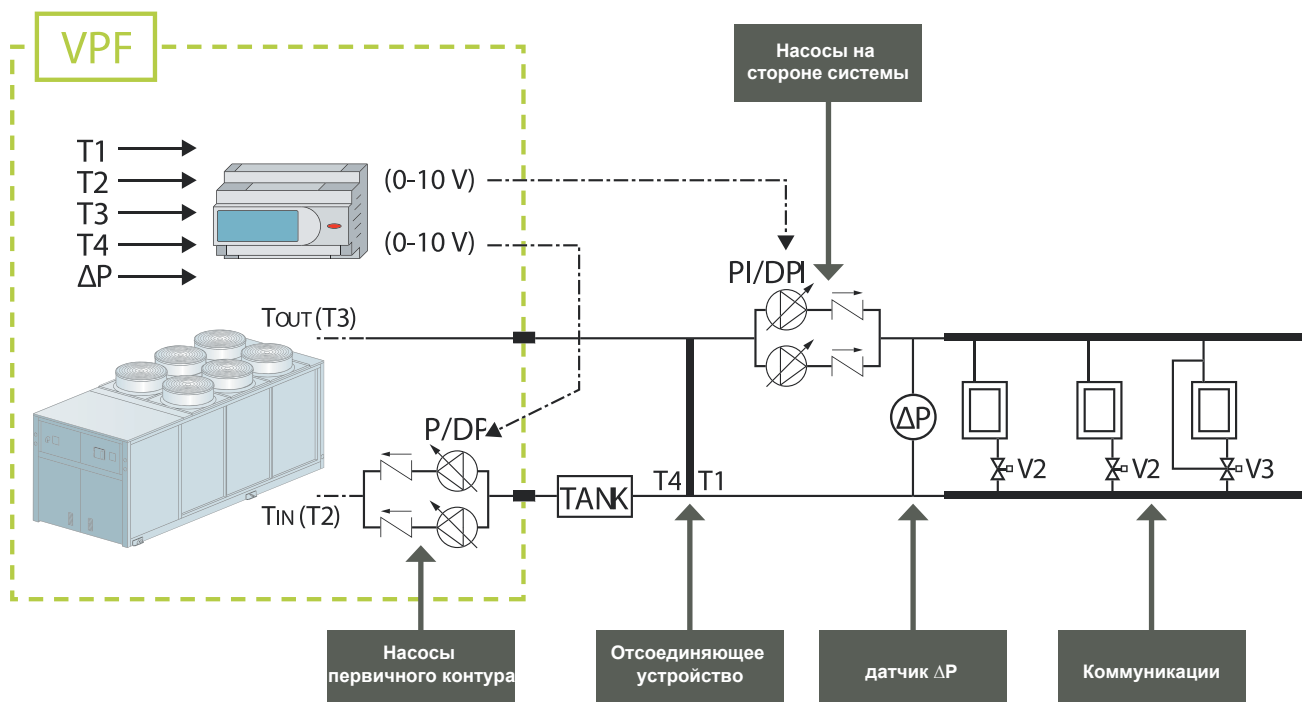 VPF
Насосы на
стороне системы
T1
T2
T3
T4
ΔP
(0-10 V)
(0-10 V)
PI/DPI
TOUT (T3)
P/DP
TIN (T2)
TANK
T4 T1
ΔP
V2
V2
V3
Насосы
первичного контура
Отсоединяющее
устройство
датчик ΔP
Коммуникации